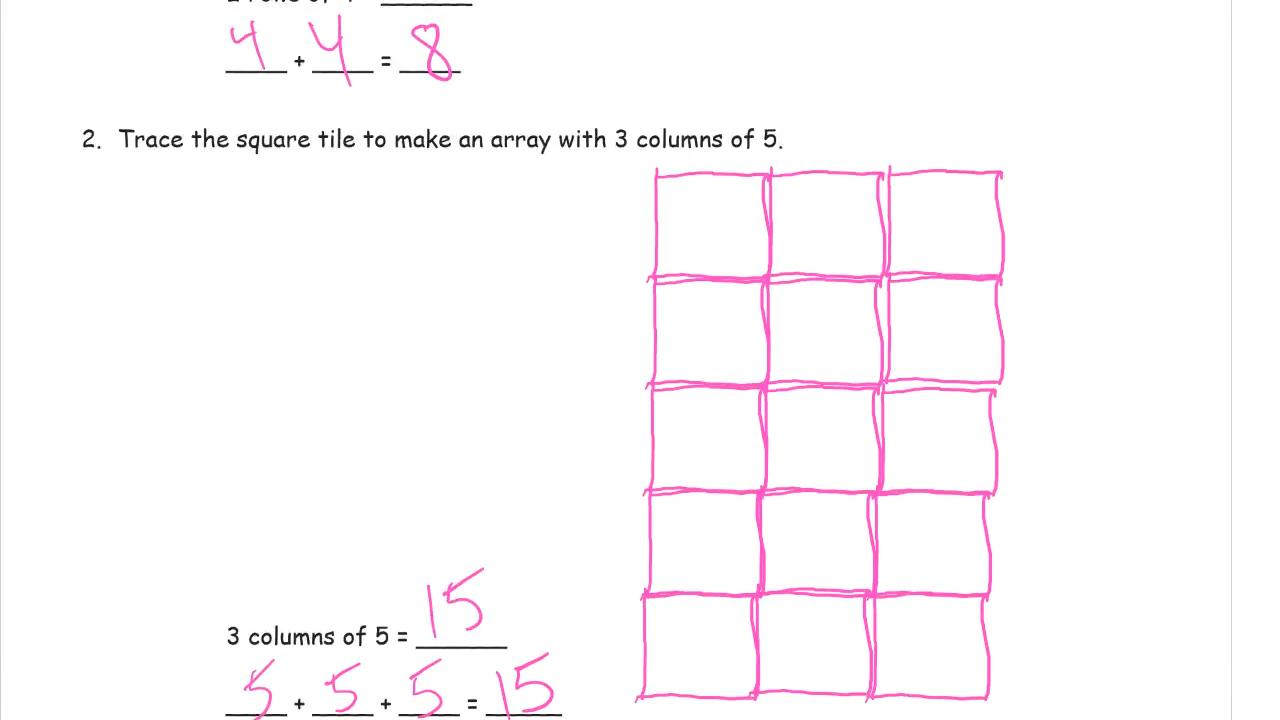 4 + 4 = 8
2. Trace the square tile to make an array with 3 columns of 5.
3 columns of 5 = 15
5 + 5 + 5 = 15